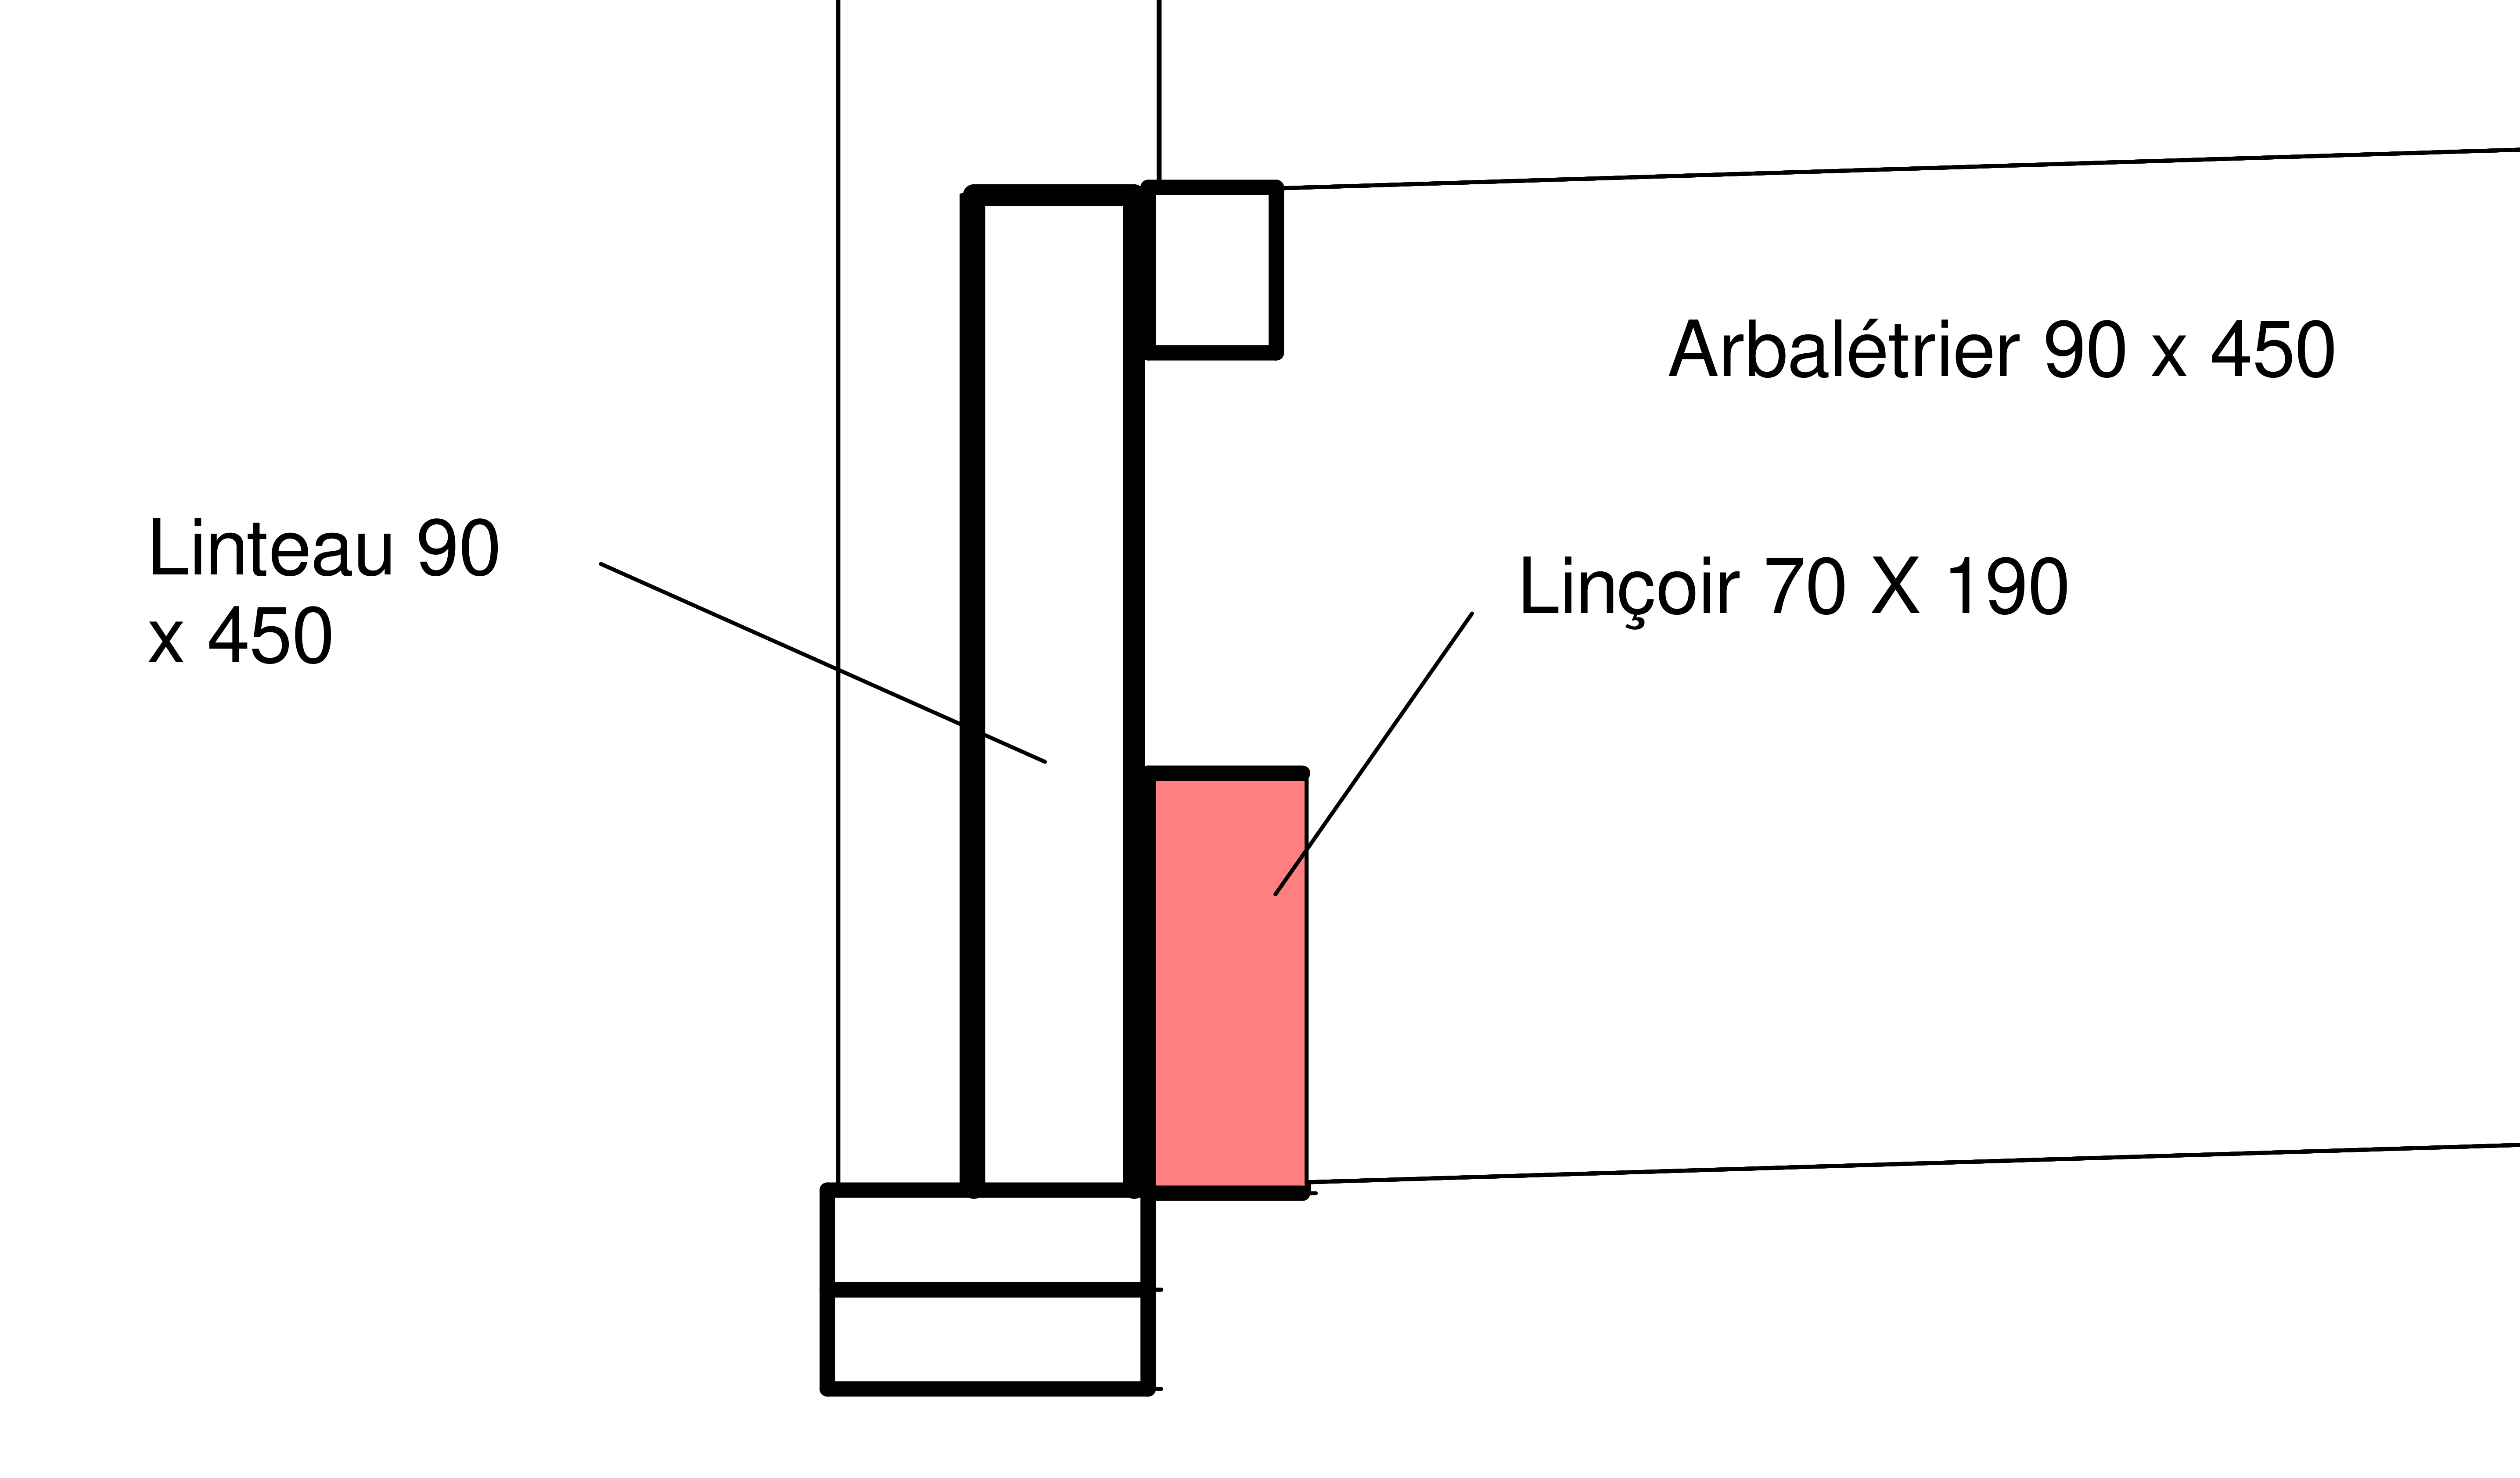 Arbalétrier 90 x 450
Linteau 90
x 450
Linçoir 70 X 190